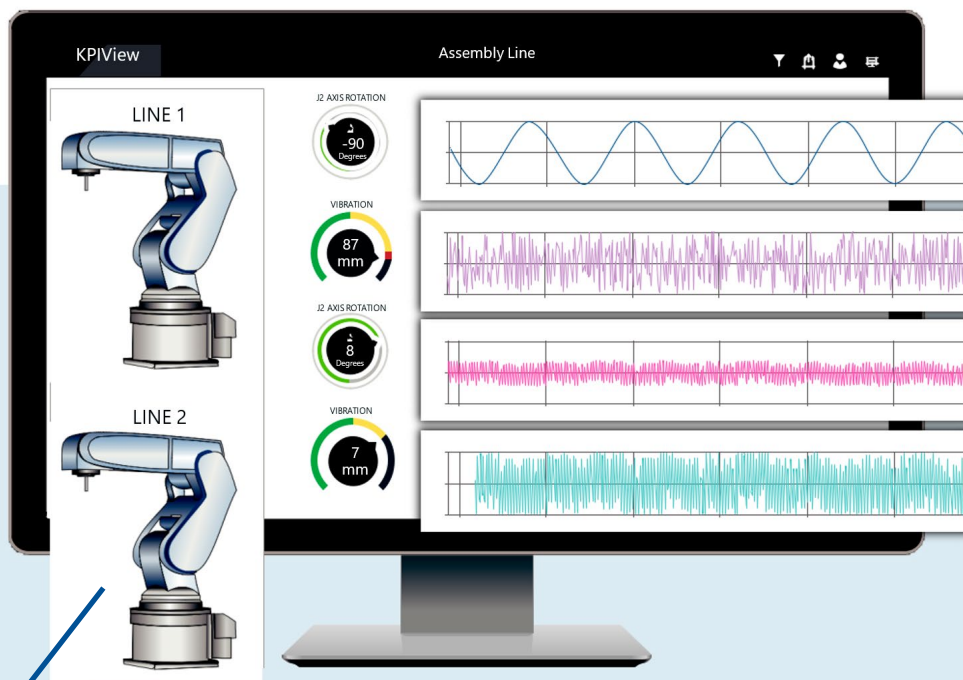 KPIView
Assembly Line
LINE 1
J2 AXIS ROTATION
-90
Degrees
VIBRATION
87
mm
J2 AXIS ROTATION
8
Degrees
LINE 2
VIBRATION
7
mm